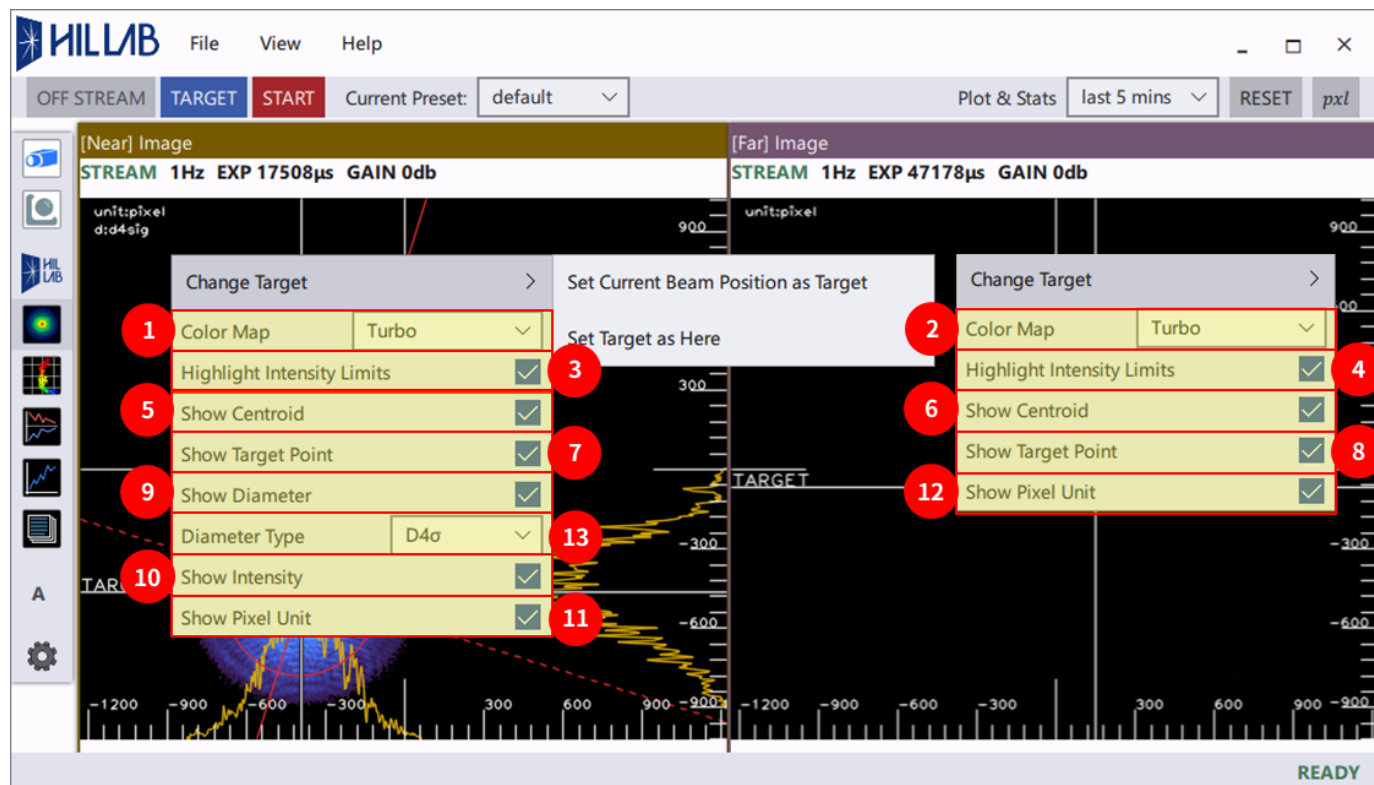 HILLAB File View Help
OFF STREAM TARGET START Current Preset: default Plot & Stats last 5 mins RESET pxl
[Near] Image
STREAM 1Hz EXP 17508µs GAIN 0db
unit:pixel
d:d4sig
900
Change Target
Set Current Beam Position as Target
Set Target as Here
1 Color Map Turbo
Highlight Intensity Limits 3
300
5 Show Centroid
Show Target Point 7
9 Show Diameter
Diameter Type D4σ 13
-300
10 Show Intensity
Show Pixel Unit 11
-600
-1200 -900 -600 -300 300 600 900 -900
[Far] Image
STREAM 1Hz EXP 47178µs GAIN 0db
unit:pixel
900
Change Target
2 Color Map Turbo
Highlight Intensity Limits 4
6 Show Centroid
Show Target Point 8
TARGET
12 Show Pixel Unit
-300
-600
-1200 -900 -600 -300 300 600 900 -900
HILLAB
A
READY